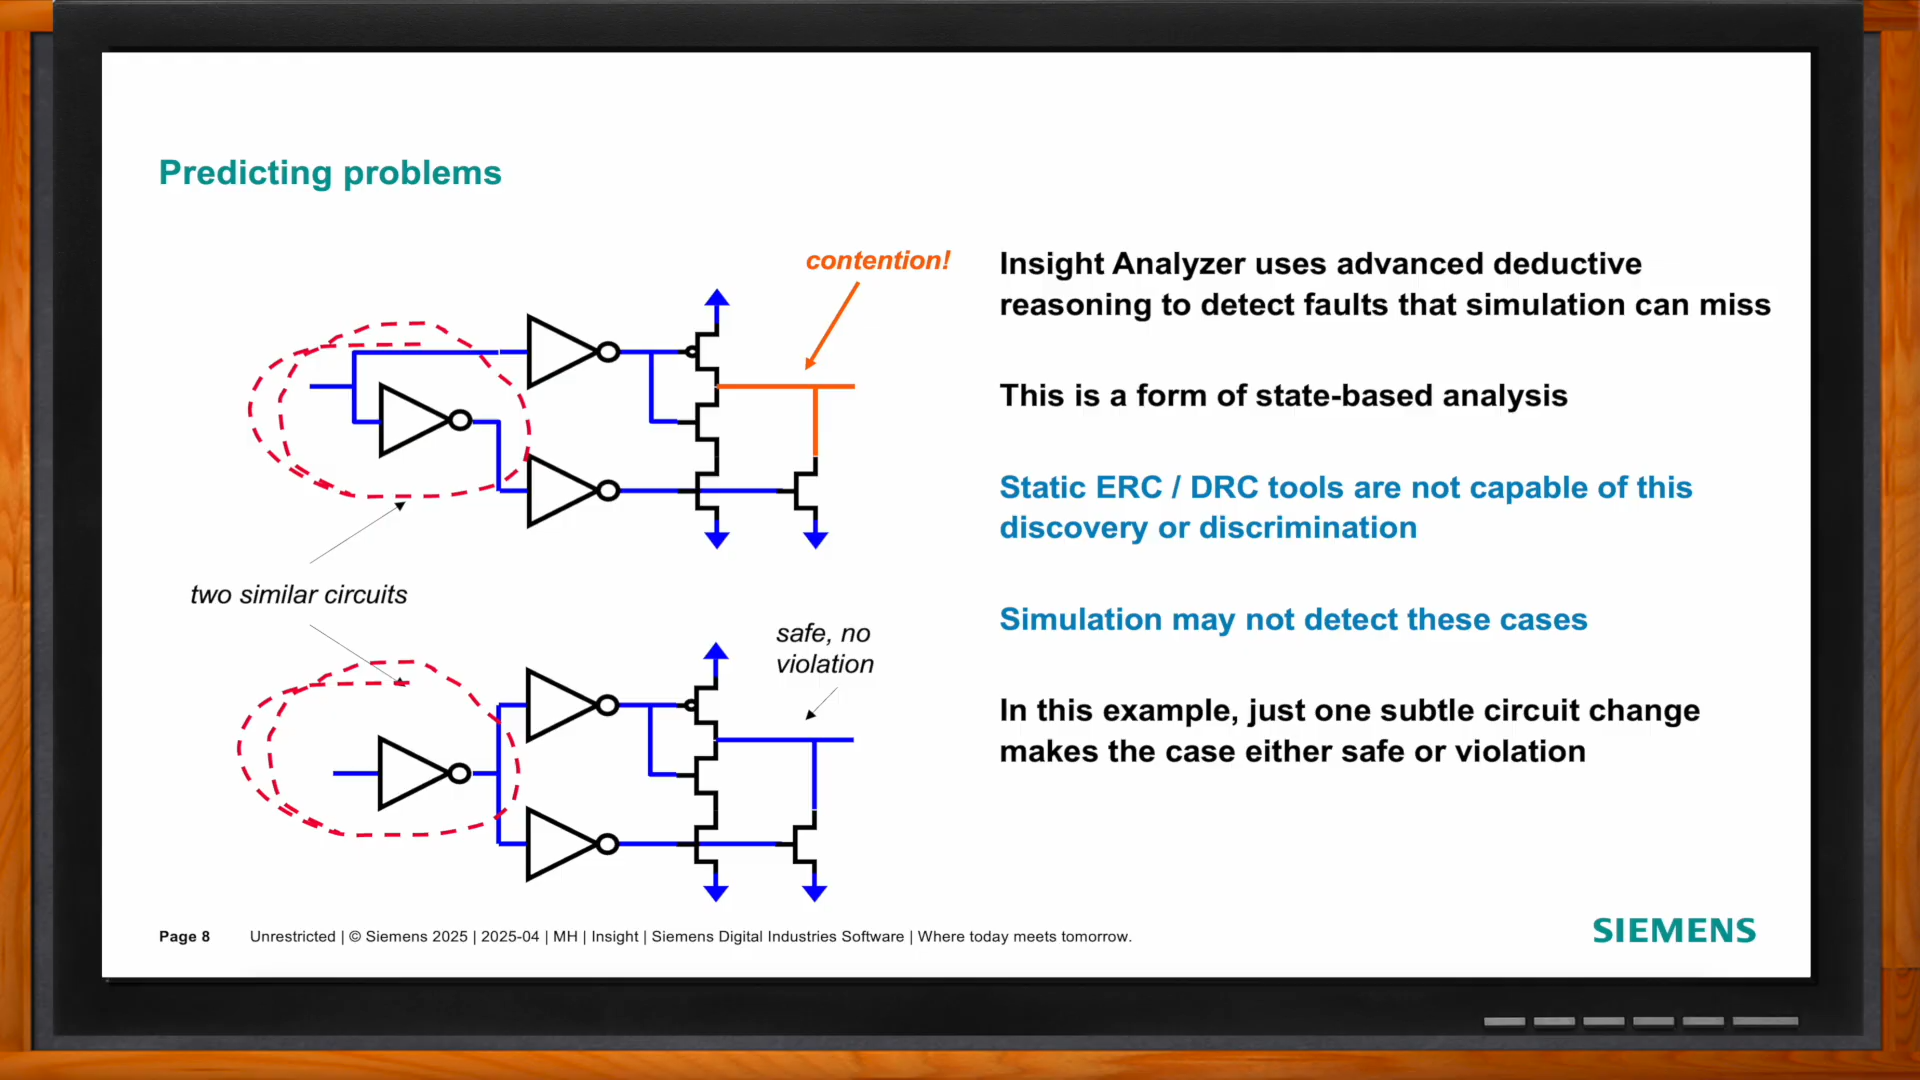 Predicting problems
contention!
two similar circuits
safe, no
violation
Insight Analyzer uses advanced deductive
reasoning to detect faults that simulation can miss
This is a form of state-based analysis
Static ERC / DRC tools are not capable of this
discovery or discrimination
Simulation may not detect these cases
In this example, just one subtle circuit change
makes the case either safe or violation
Page 8 Unrestricted | © Siemens 2025 | 2025-04 | MH | Insight | Siemens Digital Industries Software | Where today meets tomorrow.
SIEMENS